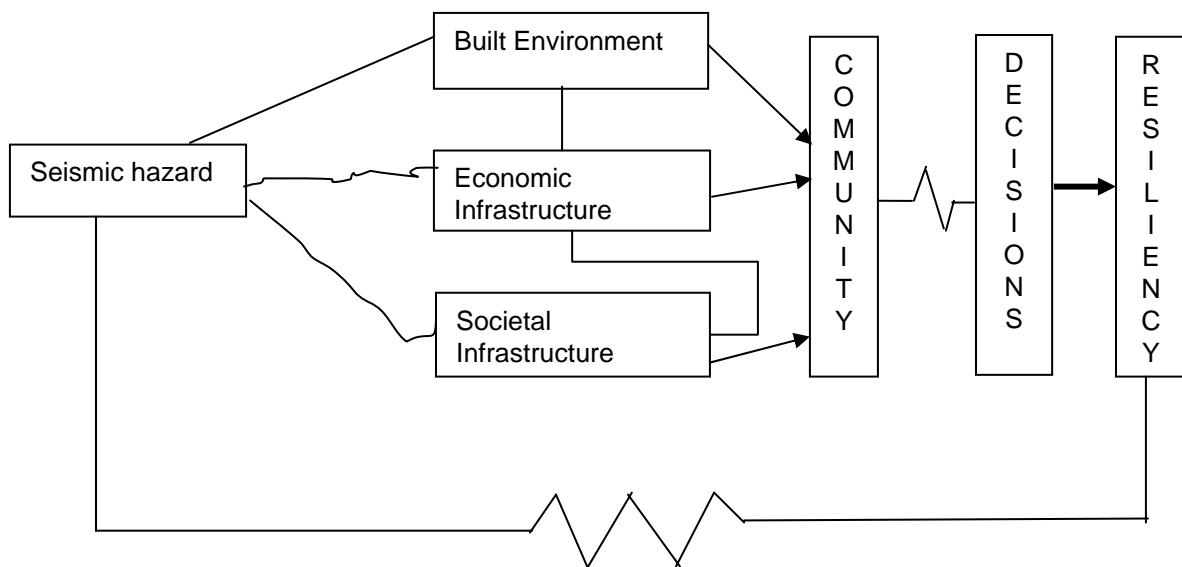 Built Environment
Seismic hazard
Economic
Infrastructure
Societal
Infrastructure
COMMUNITY
DECISIONS
RESILIENCY